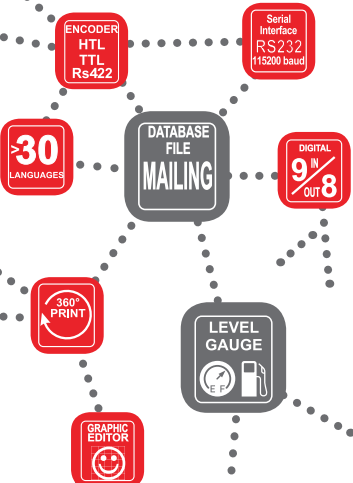 ENCODER
HTL
TTL
Rs422
Serial
Interface
RS232
115200 baud
>30
LANGUAGES
DATABASE
FILE
MAILING
DIGITAL
9 IN
OUT 8
360°
PRINT
LEVEL
GAUGE
E F
GRAPHIC
EDITOR